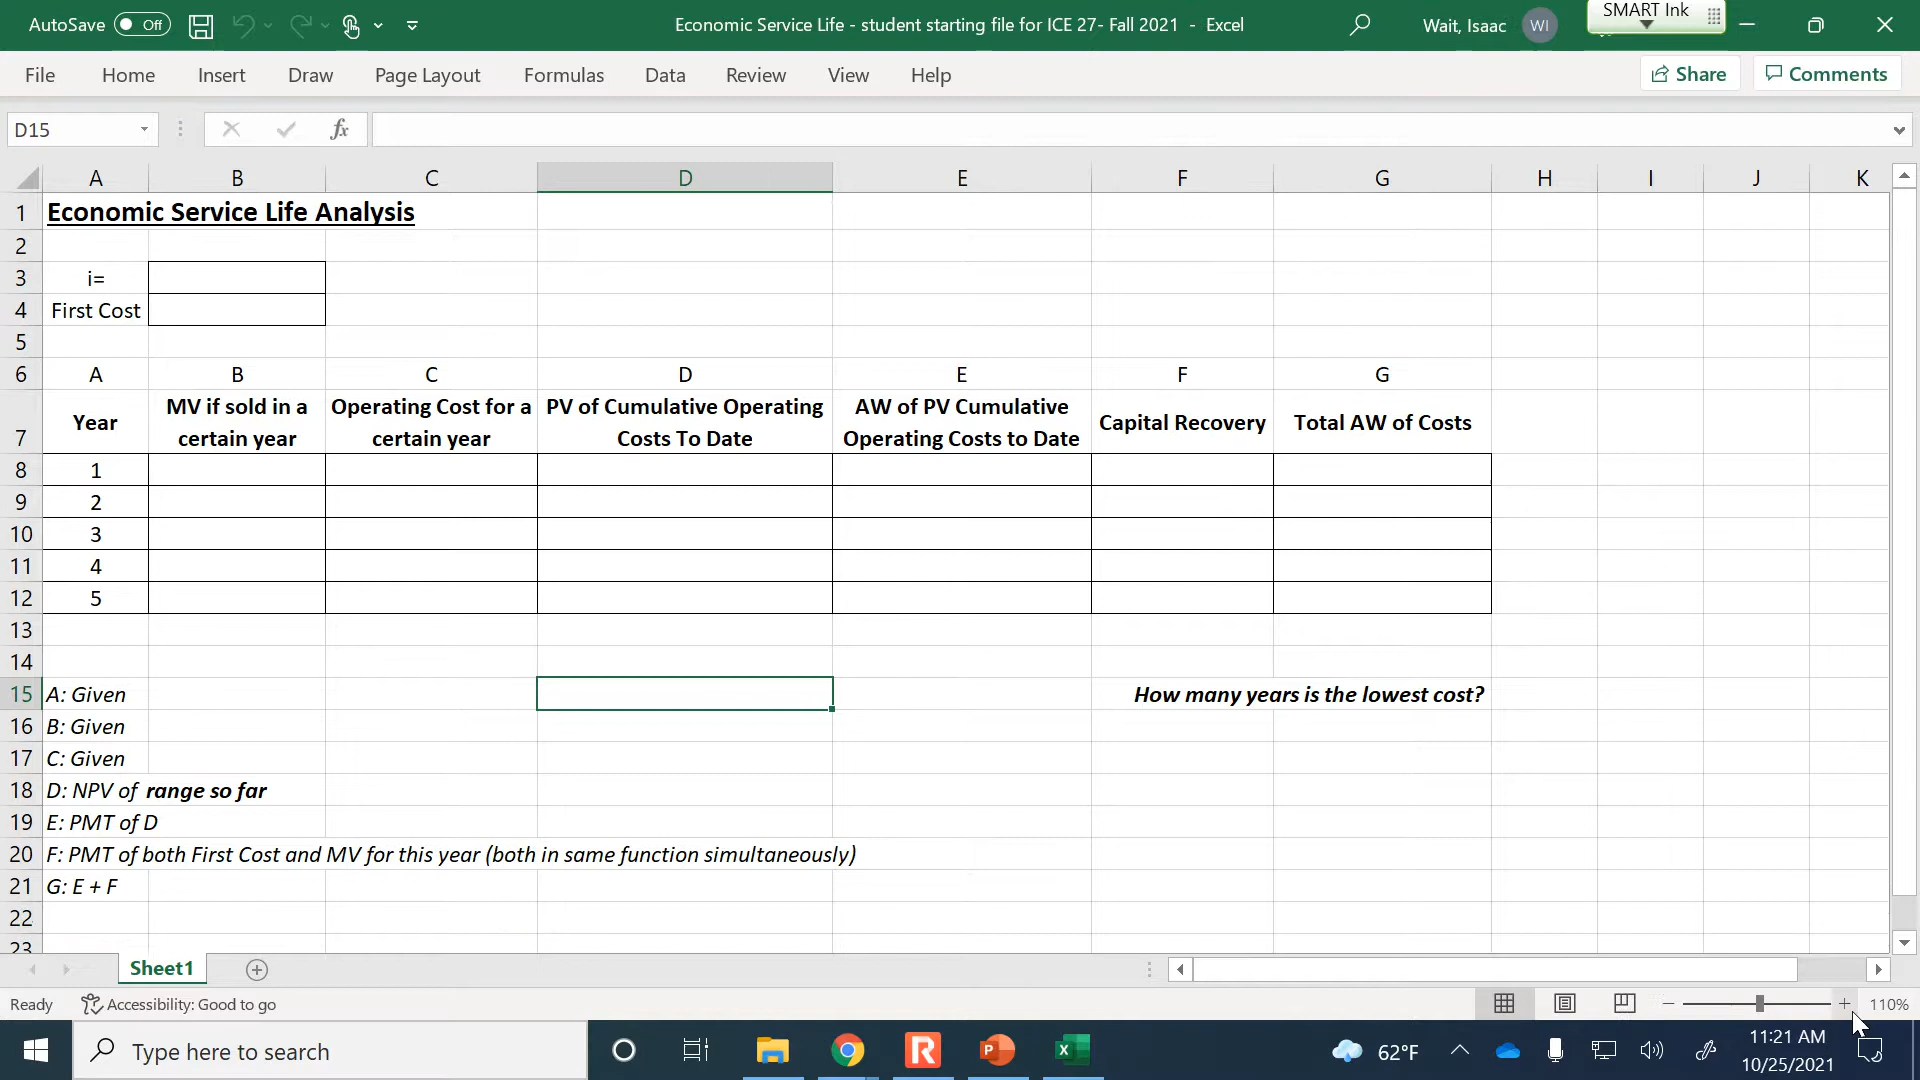 AutoSave Off
Economic Service Life - student starting file for ICE 27- Fall 2021 - Excel
Wait, Isaac WI
SMART Ink
File Home Insert Draw Page Layout Formulas Data Review View Help
Share Comments
D15 fx
A B C D E F G H I J K
1 Economic Service Life Analysis
2
3 i=
4 First Cost
5
6 A B C D E F G
7 Year
MV if sold in a certain year
Operating Cost for a certain year
PV of Cumulative Operating Costs To Date
AW of PV Cumulative Operating Costs to Date
Capital Recovery
Total AW of Costs
8 1
9 2
10 3
11 4
12 5
13
14
15 A: Given How many years is the lowest cost?
16 B: Given
17 C: Given
18 D: NPV of range so far
19 E: PMT of D
20 F: PMT of both First Cost and MV for this year (both in same function simultaneously)
21 G: E + F
22
23
Sheet1
Ready Accessibility: Good to go 110%
Type here to search
R P X
62°F
11:21 AM
10/25/2021